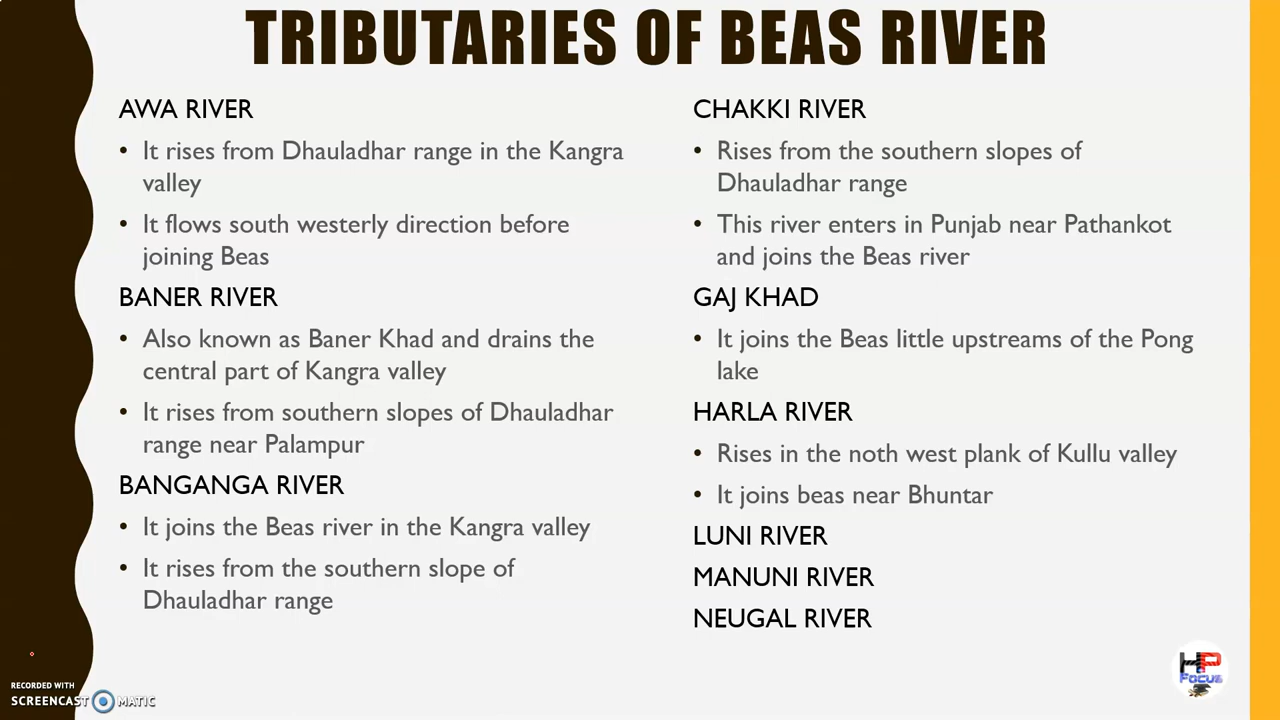 TRIBUTARIES OF BEAS RIVER
AWA RIVER
• It rises from Dhauladhar range in the Kangra
valley
• It flows south westerly direction before
joining Beas
BANER RIVER
• Also known as Baner Khad and drains the
central part of Kangra valley
• It rises from southern slopes of Dhauladhar
range near Palampur
BANGANGA RIVER
• It joins the Beas river in the Kangra valley
• It rises from the southern slope of
Dhauladhar range
CHAKKI RIVER
• Rises from the southern slopes of
Dhauladhar range
• This river enters in Punjab near Pathankot
and joins the Beas river
GAJ KHAD
• It joins the Beas little upstreams of the Pong
lake
HARLA RIVER
• Rises in the noth west plank of Kullu valley
• It joins beas near Bhuntar
LUNI RIVER
MANUNI RIVER
NEUGAL RIVER
HP
Focus
RECORDED WITH
SCREENCAST MATIC